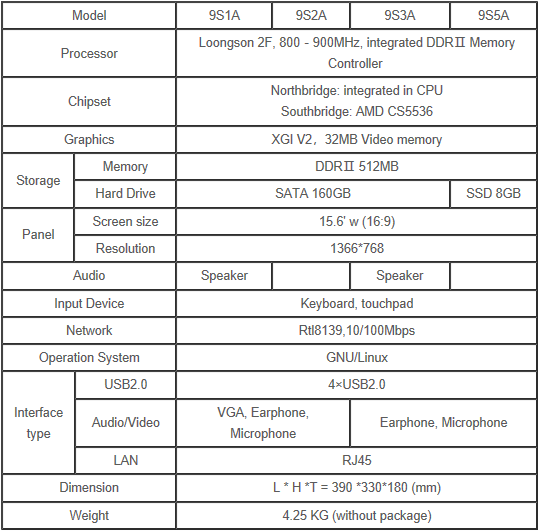 Model 9S1A 9S2A 9S3A 9S5A
Processor
Loongson 2F, 800 - 900MHz, integrated DDRⅡ Memory
Controller
Chipset
Northbridge: integrated in CPU
Southbridge: AMD CS5536
Graphics XGI V2，32MB Video memory
Storage
Memory DDRⅡ 512MB
Hard Drive SATA 160GB SSD 8GB
Panel
Screen size 15.6' w (16:9)
Resolution 1366*768
Audio Speaker Speaker
Input Device Keyboard, touchpad
Network Rtl8139,10/100Mbps
Operation System GNU/Linux
Interface
type
USB2.0 4×USB2.0
Audio/Video
VGA, Earphone,
Microphone
Earphone, Microphone
LAN RJ45
Dimension L * H *T = 390 *330*180 (mm)
Weight 4.25 KG (without package)